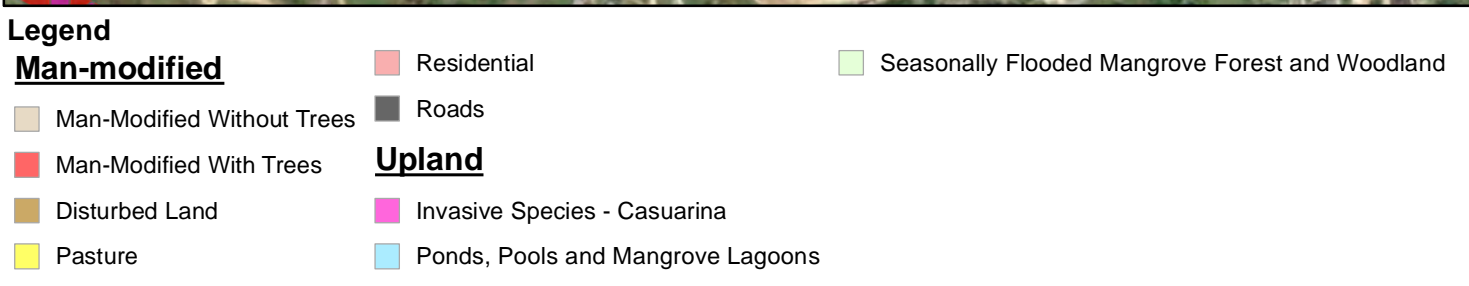 Legend
Man-modified
Man-Modified Without Trees
Man-Modified With Trees
Disturbed Land
Pasture
Residential
Roads
Upland
Invasive Species - Casuarina
Ponds, Pools and Mangrove Lagoons
Seasonally Flooded Mangrove Forest and Woodland